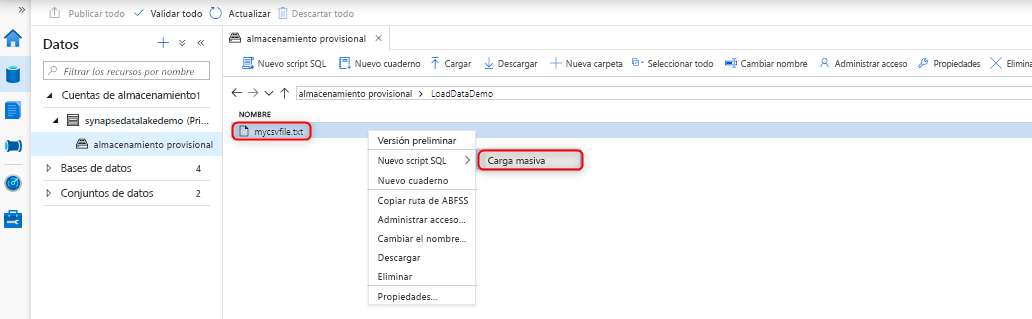 » Publicar todo Validar todo Actualizar Descartar todo
Datos + «
Filtrar los recursos por nombre
Cuentas de almacenamiento 1
synapsedatalakedemo (Pri...
almacenamiento provisional
Bases de datos 4
Conjuntos de datos 2
almacenamiento provisional ×
Nuevo script SQL Nuevo cuaderno Cargar Descargar + Nueva carpeta Seleccionar todo Cambiar nombre Administrar acceso Propiedades Elimina
almacenamiento provisional > LoadDataDemo
NOMBRE
mycsvfile.txt
Versión preliminar
Nuevo script SQL > Carga masiva
Nuevo cuaderno
Copiar ruta de ABFSS
Administrar acceso...
Cambiar el nombre...
Descargar
Eliminar
Propiedades...